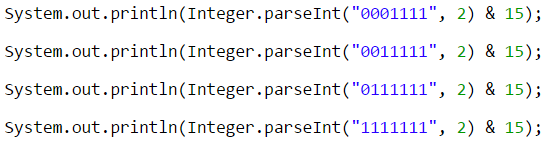 System.out.println(Integer.parseInt("0001111", 2) & 15);
System.out.println(Integer.parseInt("0011111", 2) & 15);
System.out.println(Integer.parseInt("0111111", 2) & 15);
System.out.println(Integer.parseInt("1111111", 2) & 15);